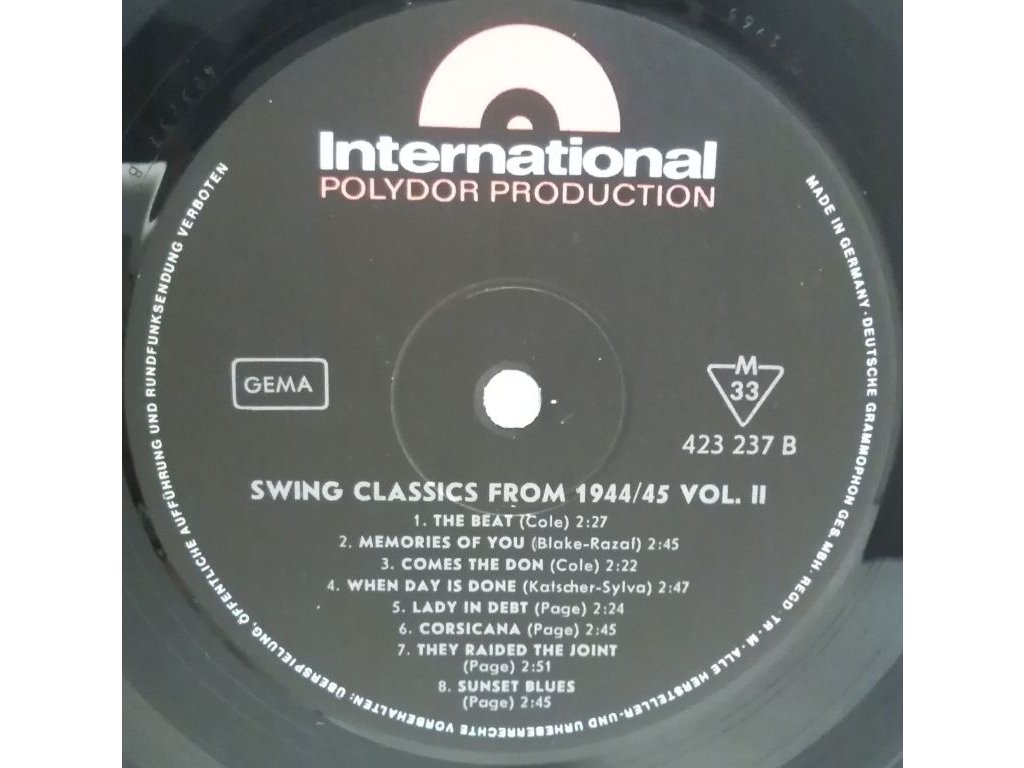 International
POLYDOR PRODUCTION
GEMA
M
33
423 237 B
SWING CLASSICS FROM 1944/45 VOL. II
1. THE BEAT (Cole) 2:27
2. MEMORIES OF YOU (Blake-Razaf) 2:45
3. COMES THE DON (Cole) 2:22
4. WHEN DAY IS DONE (Katscher-Sylva) 2:47
5. LADY IN DEBT (Page) 2:24
6. CORSICANA (Page) 2:45
7. THEY RAIDED THE JOINT
(Page) 2:51
8. SUNSET BLUES
(Page) 2:45
MADE IN GERMANY · DEUTSCHE GRAMMOPHON GES. MBH · REGD · TR · M · ALLE HERSTELLER- UND URHEBERRECHTE VORBEHALTEN: ÜBERSPIELUNG, ÖFFENTLICHE AUFFÜHRUNG UND RUNDFUNKSENDUNG VERBOTEN